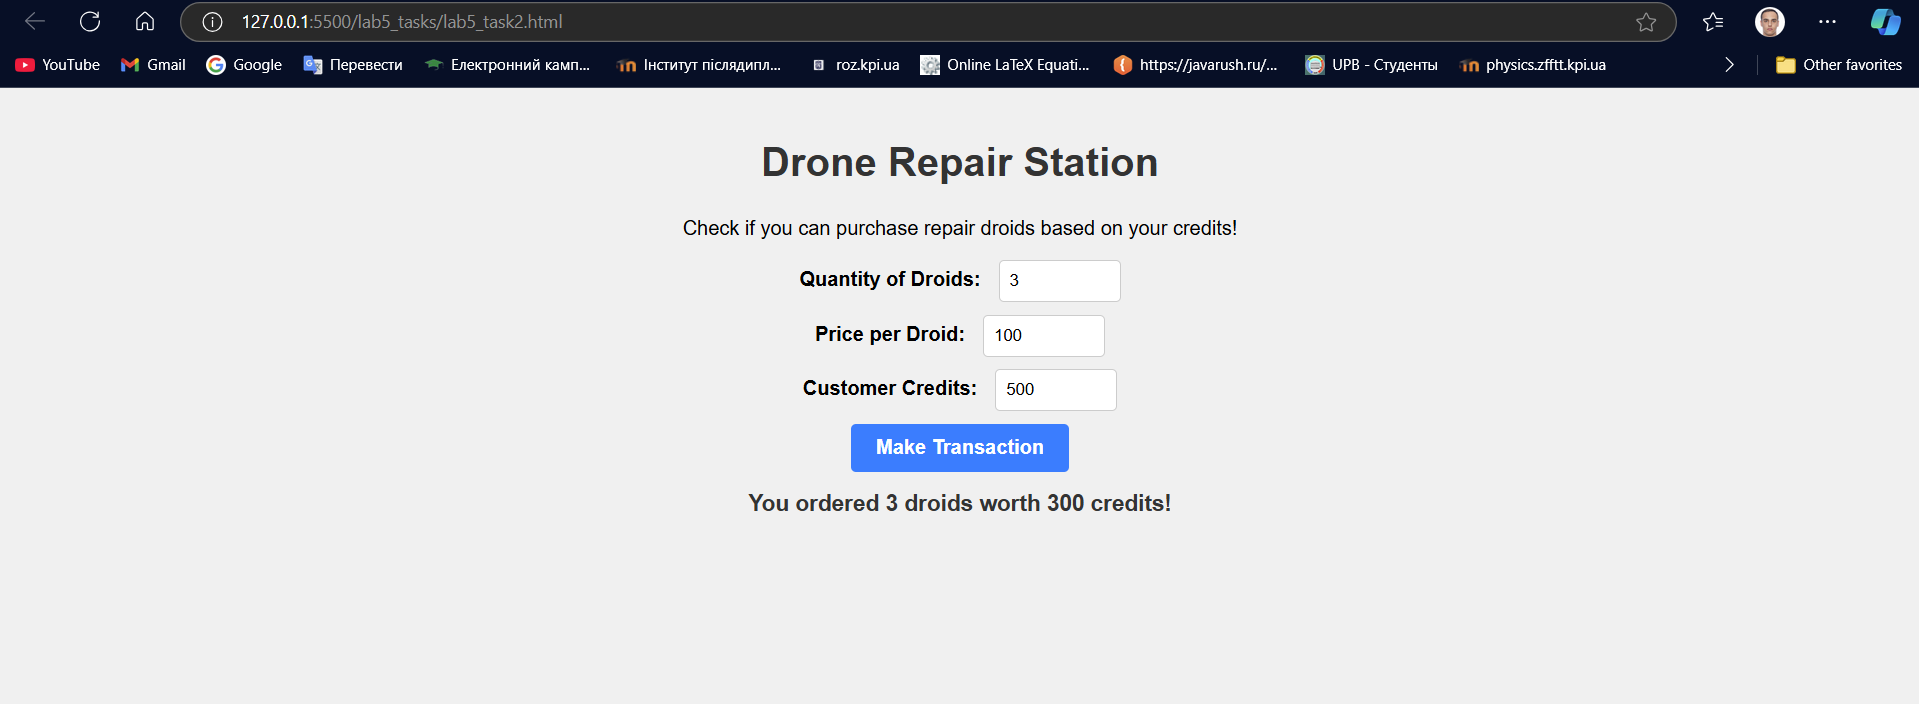 127.0.0.1:5500/lab5_tasks/lab5_task2.html
YouTube Gmail Google Перевести Електронний камп... Інститут післядипл... roz.kpi.ua Online LaTeX Equati... https://javarush.ru/... UPB - Студенты physics.zfftt.kpi.ua Other favorites
Drone Repair Station
Check if you can purchase repair droids based on your credits!
Quantity of Droids: 3
Price per Droid: 100
Customer Credits: 500
Make Transaction
You ordered 3 droids worth 300 credits!